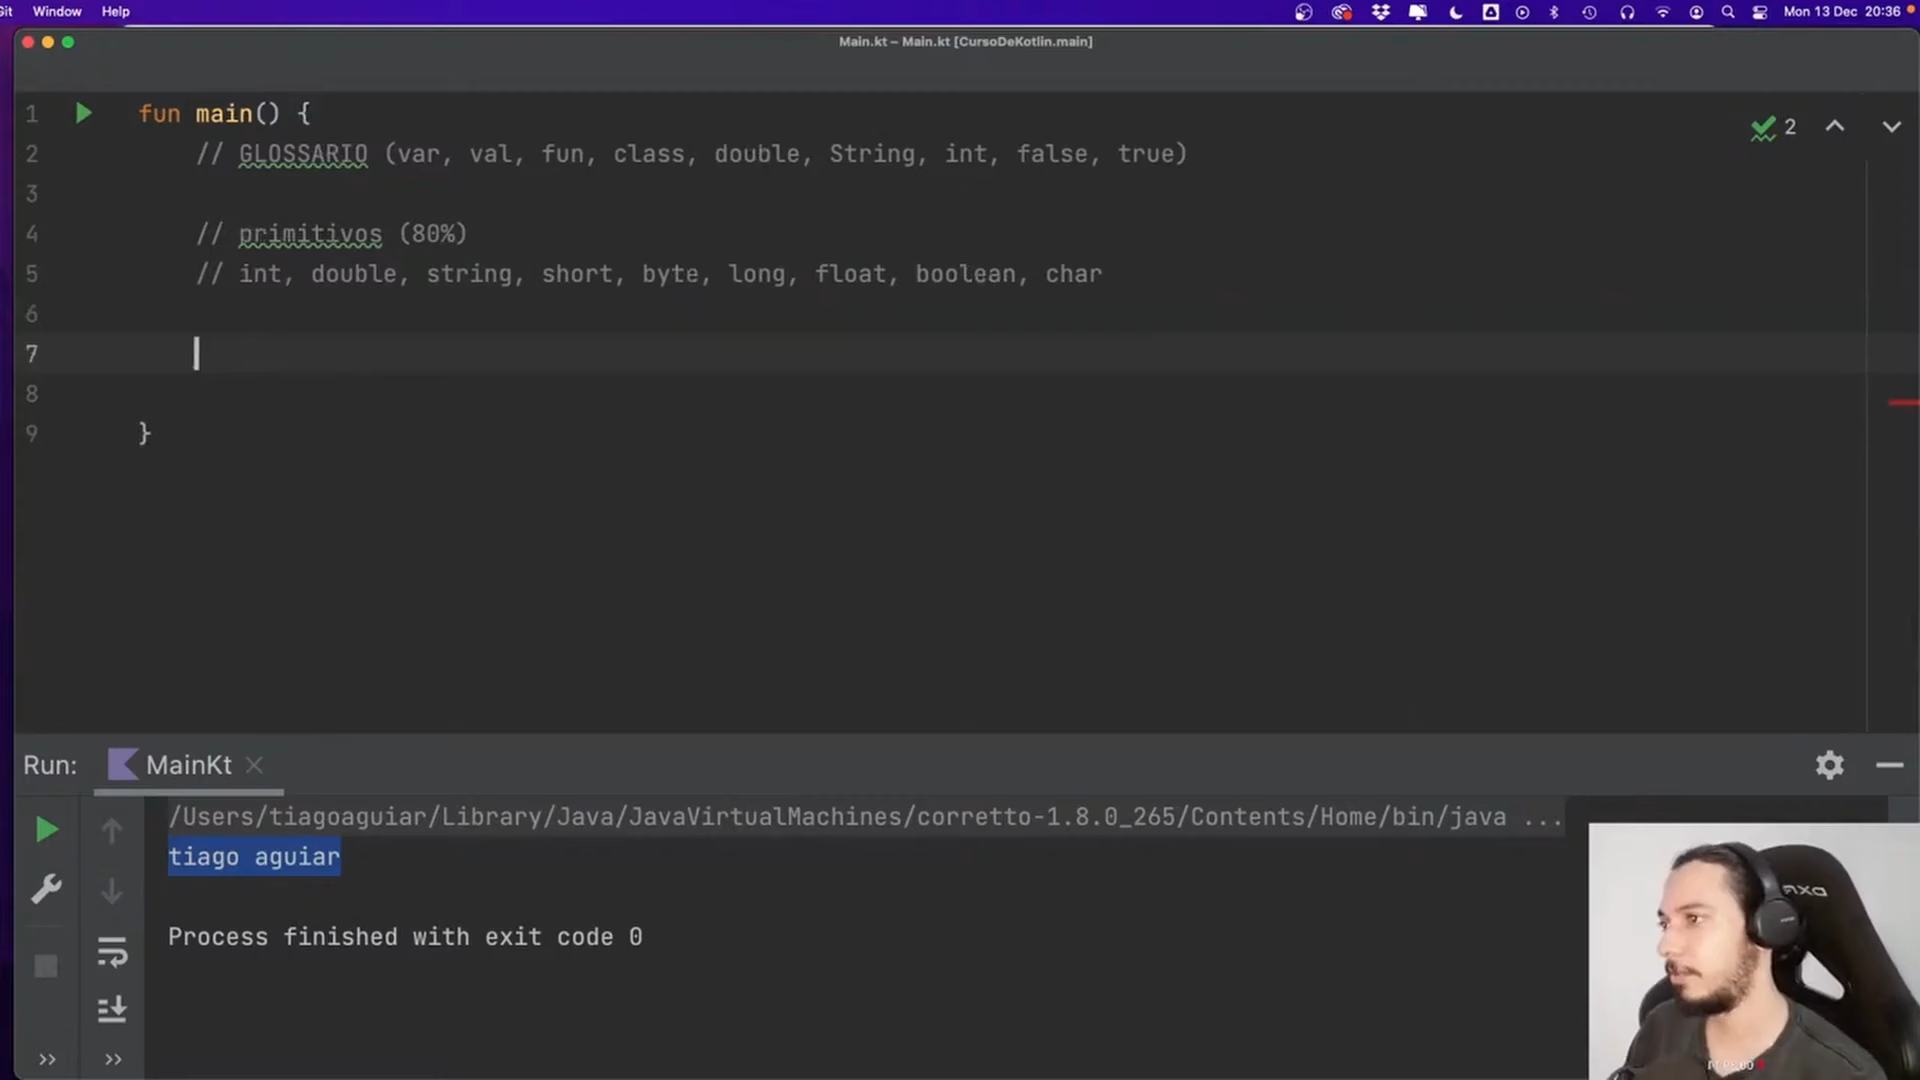 Git Window Help Mon 13 Dec 20:36
Main.kt – Main.kt [CursoDeKotlin.main]
1 fun main() {
2 // GLOSSARIO (var, val, fun, class, double, String, int, false, true)
3
4 // primitivos (80%)
5 // int, double, string, short, byte, long, float, boolean, char
6
7
8
9 }
2
Run: MainKt
/Users/tiagoaguiar/Library/Java/JavaVirtualMachines/corretto-1.8.0_265/Contents/Home/bin/java ...
tiago aguiar
Process finished with exit code 0